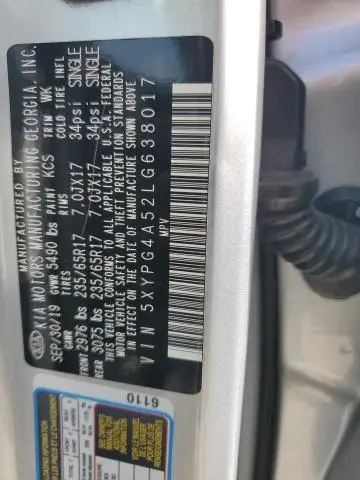 MANUFACTURED BY
KIA MOTORS MANUFACTURING GEORGIA, INC.
SEP/30/19 GVWR 5490 lbs PAINT KCS TRIM WK
TIRES RIMS COLD TIRE INFL
FRONT 2976 lbs 235/65R17 7.0JX17 34psi SINGLE
REAR 3075 lbs 235/65R17 7.0JX17 34psi SINGLE
THIS VEHICLE CONFORMS TO ALL APPLICABLE U.S.A. FEDERAL
MOTOR VEHICLE SAFETY AND THEFT PREVENTION STANDARDS
IN EFFECT ON THE DATE OF MANUFACTURE SHOWN ABOVE
VIN 5XYPG4A52LG638017
MPV
6110
LOADING INFORMATION